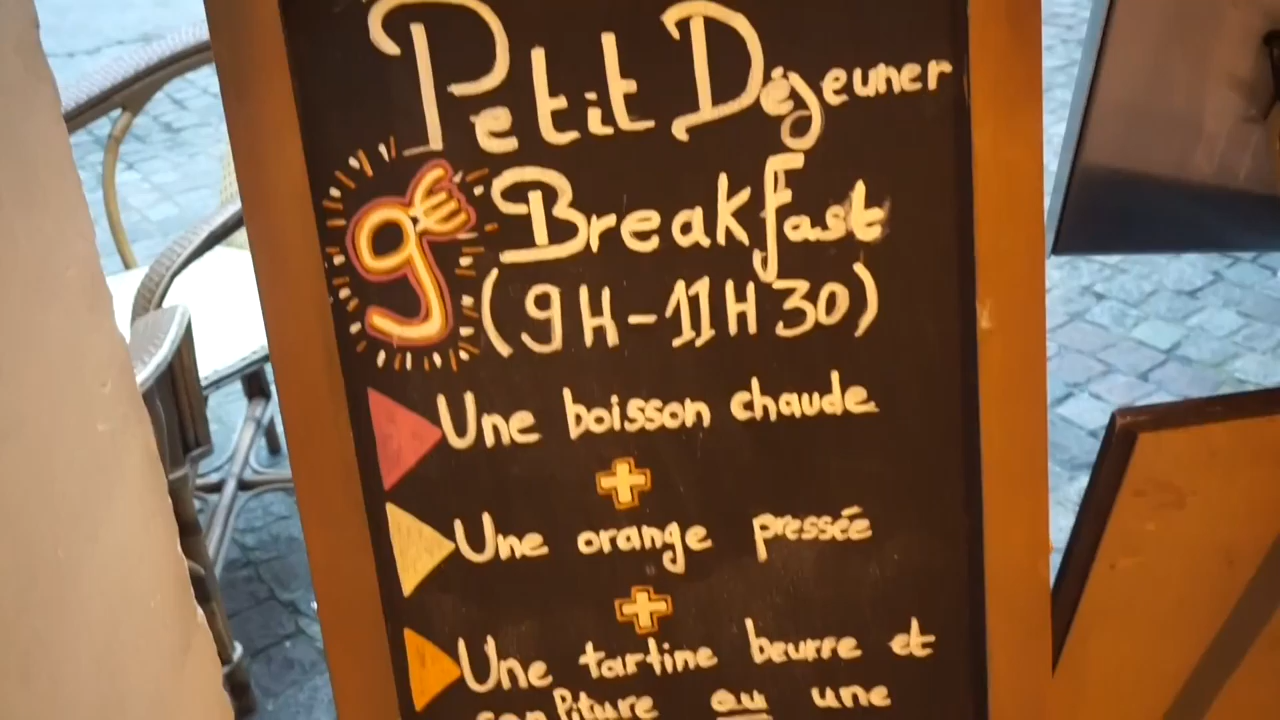 Petit Déjeuner
9€ Breakfast
(9H-11H30)
Une boisson chaude
+
Une orange pressée
+
Une tartine beurre et
confiture ou une